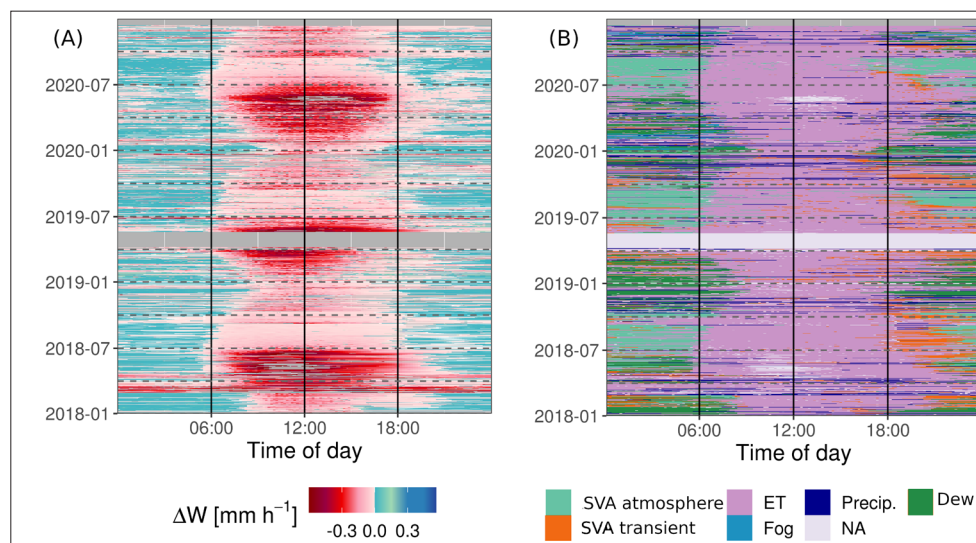 (A)
(B)
2020-07
2020-01
2019-07
2019-01
2018-07
2018-01
06:00 12:00 18:00
Time of day
2020-07
2020-01
2019-07
2019-01
2018-07
2018-01
06:00 12:00 18:00
Time of day
ΔW [mm h⁻¹]
-0.3 0.0 0.3
SVA atmosphere ET Precip. Dew
SVA transient Fog NA